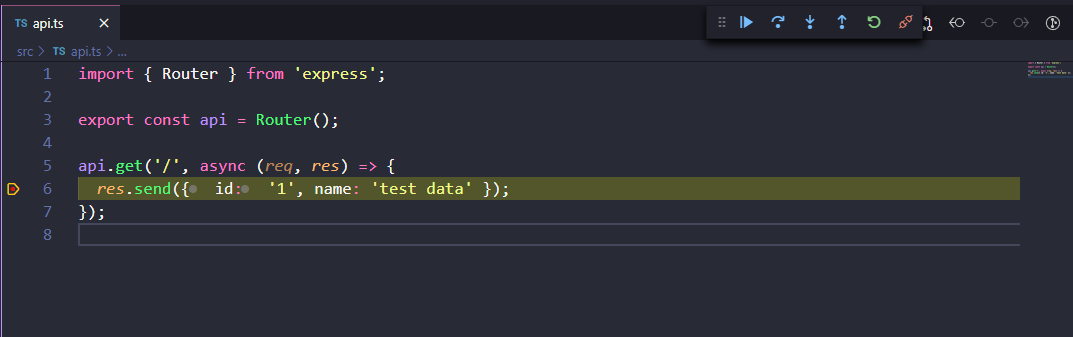 TS api.ts
src > TS api.ts > ...
1 import { Router } from 'express';
2
3 export const api = Router();
4
5 api.get('/', async (req, res) => {
6 res.send({ id: '1', name: 'test data' });
7 });
8